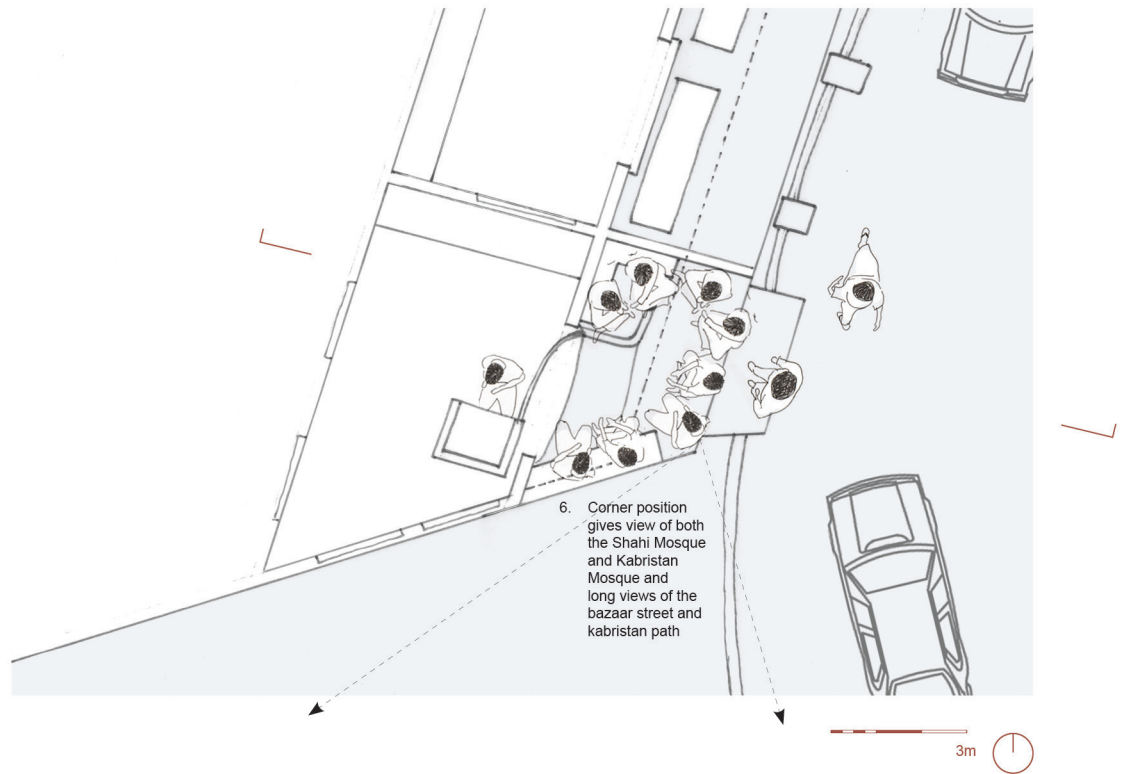 6. Corner position
gives view of both
the Shahi Mosque
and Kabristan
Mosque and
long views of the
bazaar street and
kabristan path
3m